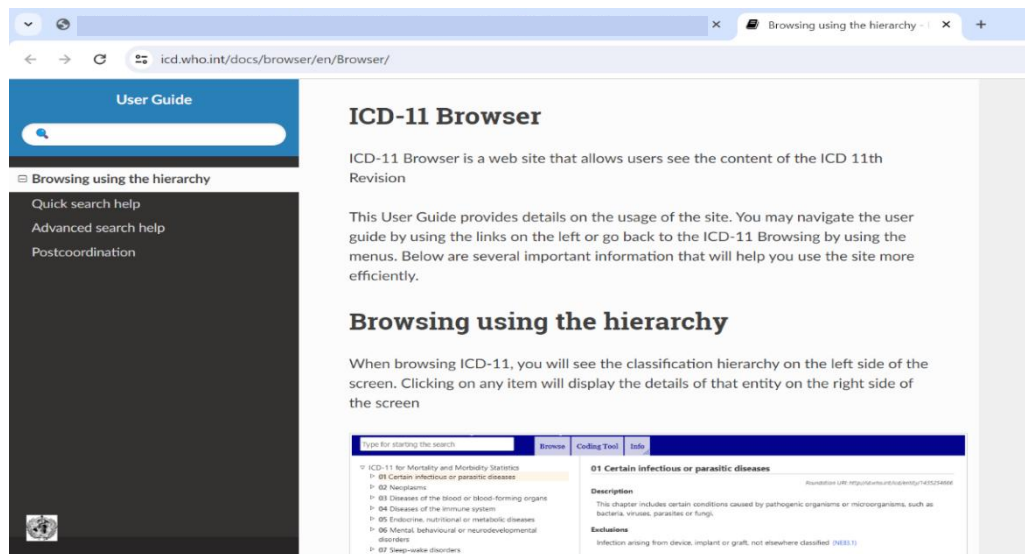 Browsing using the hierarchy -
icd.who.int/docs/browser/en/Browser/
User Guide
Browsing using the hierarchy
Quick search help
Advanced search help
Postcoordination
ICD-11 Browser
ICD-11 Browser is a web site that allows users see the content of the ICD 11th
Revision
This User Guide provides details on the usage of the site. You may navigate the user
guide by using the links on the left or go back to the ICD-11 Browsing by using the
menus. Below are several important information that will help you use the site more
efficiently.
Browsing using the hierarchy
When browsing ICD-11, you will see the classification hierarchy on the left side of the
screen. Clicking on any item will display the details of that entity on the right side of
the screen
Type for starting the search
Browse Coding Tool Info
ICD-11 for Mortality and Morbidity Statistics
01 Certain infectious or parasitic diseases
02 Neoplasms
03 Diseases of the blood or blood-forming organs
04 Diseases of the immune system
05 Endocrine, nutritional or metabolic diseases
06 Mental, behavioural or neurodevelopmental
disorders
07 Sleep-wake disorders
01 Certain infectious or parasitic diseases
Foundation URI:
Description
This chapter includes certain conditions caused by pathogenic organisms or microorganisms, such as
bacteria, viruses, parasites or fungi.
Exclusions
Infection arising from device, implant or graft, not elsewhere classified (NE83.1)